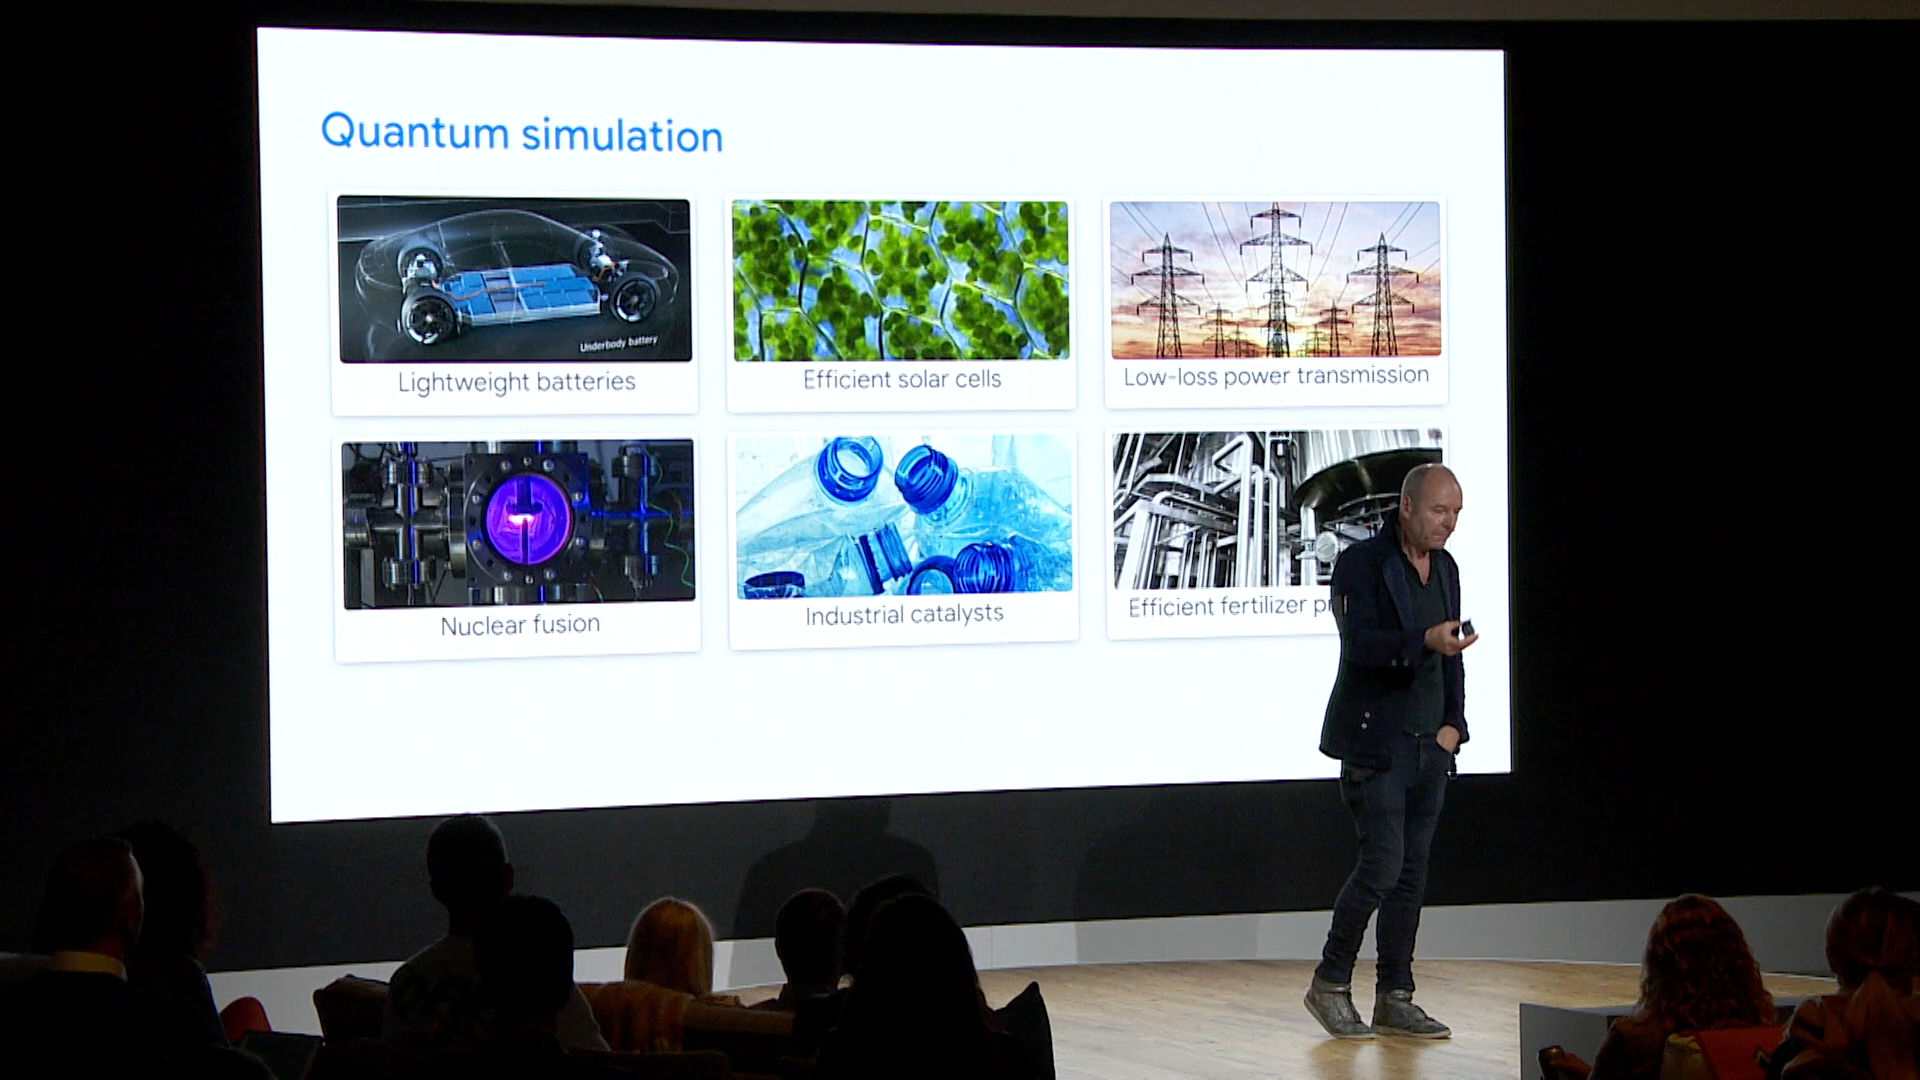 Quantum simulation
Underbody battery
Lightweight batteries
Efficient solar cells
Low-loss power transmission
Nuclear fusion
Industrial catalysts
Efficient fertilizer